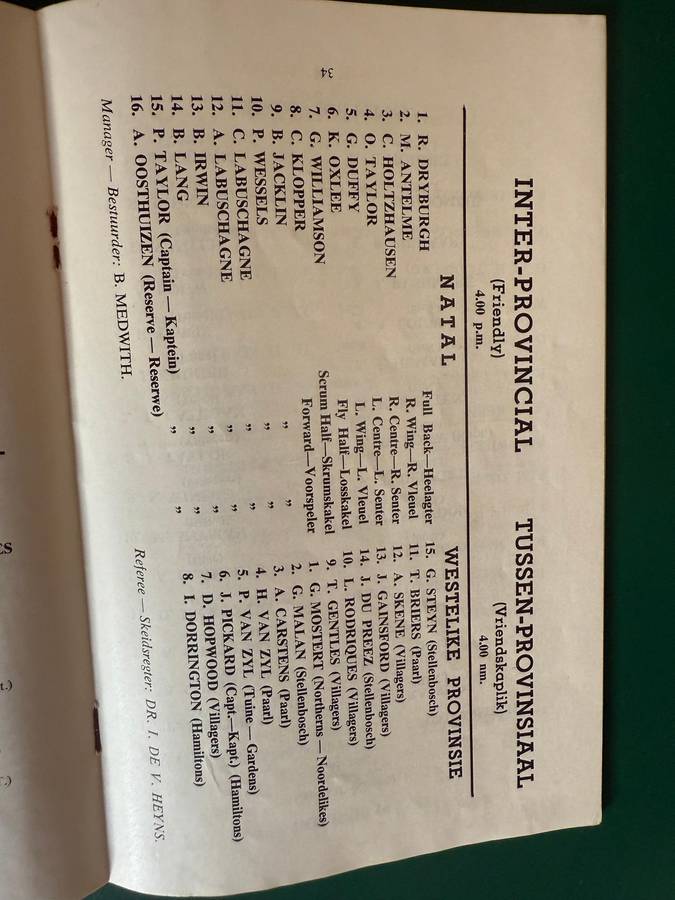 INTER-PROVINCIAL TUSSEN-PROVINSIAAL
(Friendly) (Vriendskaplik)
4.00 p.m. 4.00 nm.
NATAL WESTELIKE PROVINSIE
1. R. DRYBURGH Full Back—Heelagter 15. G. STEYN (Stellenbosch)
2. M. ANTELME R. Wing—R. Vleuel 11. T. BRIERS (Paarl)
3. C. HOLTZHAUSEN R. Centre—R. Senter 12. A. SKENE (Villagers)
4. O. TAYLOR L. Centre—L. Senter 13. J. GAINSFORD (Villagers)
5. G. DUFFY L. Wing—L. Vleuel 14. J. DU PREEZ (Stellenbosch)
6. K. OXLEE Fly Half—Losskakel 10. L. RODRIQUES (Villagers)
7. G. WILLIAMSON Scrum Half—Skrumskakel 9. T. GENTLES (Villagers)
8. C. KLOPPER Forward—Voorspeler 1. G. MOSTERT (Northerns — Noordelikes)
9. B. JACKLIN ,, ,, 2. G. MALAN (Stellenbosch)
10. P. WESSELS ,, ,, 3. A. CARSTENS (Paarl)
11. C. LABUSCHAGNE ,, ,, 4. H. VAN ZYL (Paarl)
12. A. LABUSCHAGNE ,, ,, 5. P. VAN ZYL (Tuine — Gardens)
13. B. IRWIN ,, ,, 6. J. PICKARD (Capt.—Kapt.) (Hamiltons)
14. B. LANG ,, ,, 7. D. HOPWOOD (Villagers)
15. P. TAYLOR (Captain — Kaptein) ,, ,, 8. I. DORRINGTON (Hamiltons)
16. A. OOSTHUIZEN (Reserve — Reserwe)
Manager — Bestuurder: B. MEDWITH.
Referee — Skeidsregter: DR. I. DE V. HEYNS.
34